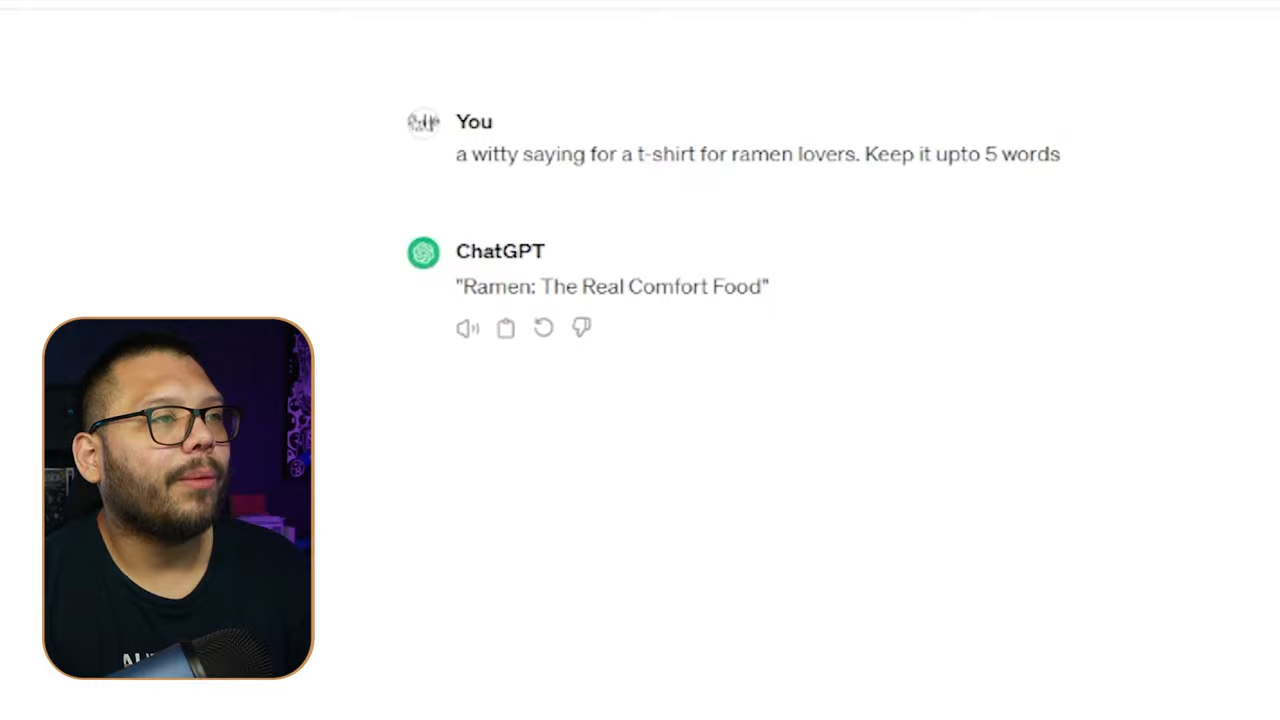 You
a witty saying for a t-shirt for ramen lovers. Keep it upto 5 words
ChatGPT
"Ramen: The Real Comfort Food"